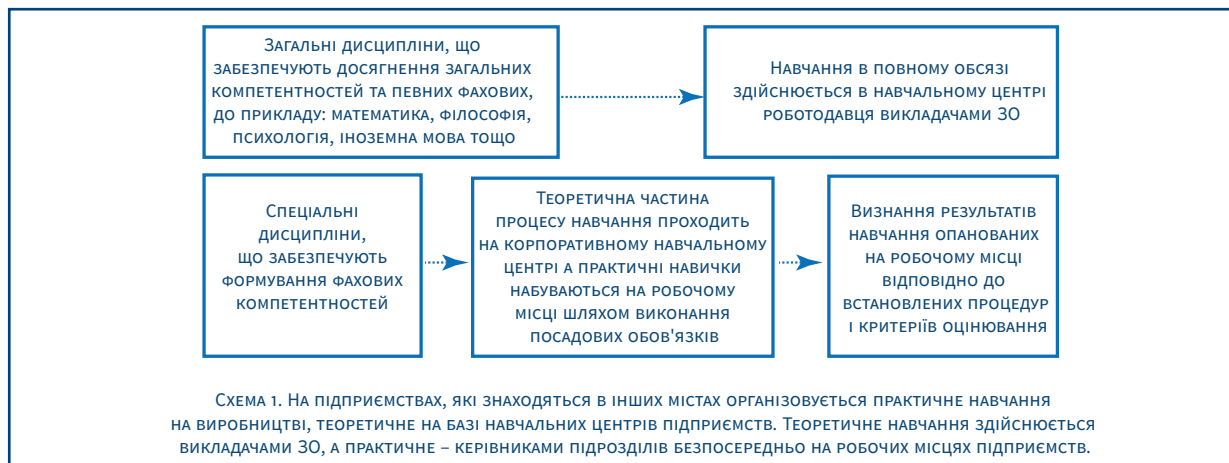 Загальні дисципліни, що
забезпечують досягнення загальних
компетентностей та певних фахових,
до прикладу: математика, філософія,
психологія, іноземна мова тощо
Навчання в повному обсязі
здійснюється в навчальному центрі
роботодавця викладачами ЗО
Спеціальні
дисципліни,
що забезпечують
формування фахових
компетентностей
Теоретична частина
процесу навчання проходить
на корпоративному навчальному
центрі а практичні навички
набуваються на робочому
місці шляхом виконання
посадових обов'язків
Визнання результатів
навчання опанованих
на робочому місці
відповідно до
встановлених процедур
і критеріїв оцінювання
Схема 1. На підприємствах, які знаходяться в інших містах організовується практичне навчання
на виробництві, теоретичне на базі навчальних центрів підприємств. Теоретичне навчання здійснюється
викладачами ЗО, а практичне – керівниками підрозділів безпосередньо на робочих місцях підприємств.